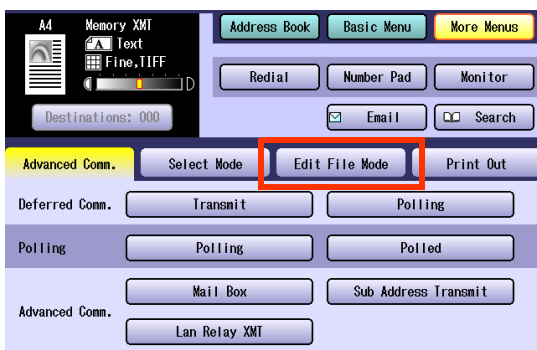 A4 Memory XMT Address Book Basic Menu More Menus
A Text
Fine,TIFF
D
Redial Number Pad Monitor
Destinations: 000 Email Search
Advanced Comm. Select Mode Edit File Mode Print Out
Deferred Comm. Transmit Polling
Polling Polling Polled
Mail Box Sub Address Transmit
Advanced Comm.
Lan Relay XMT